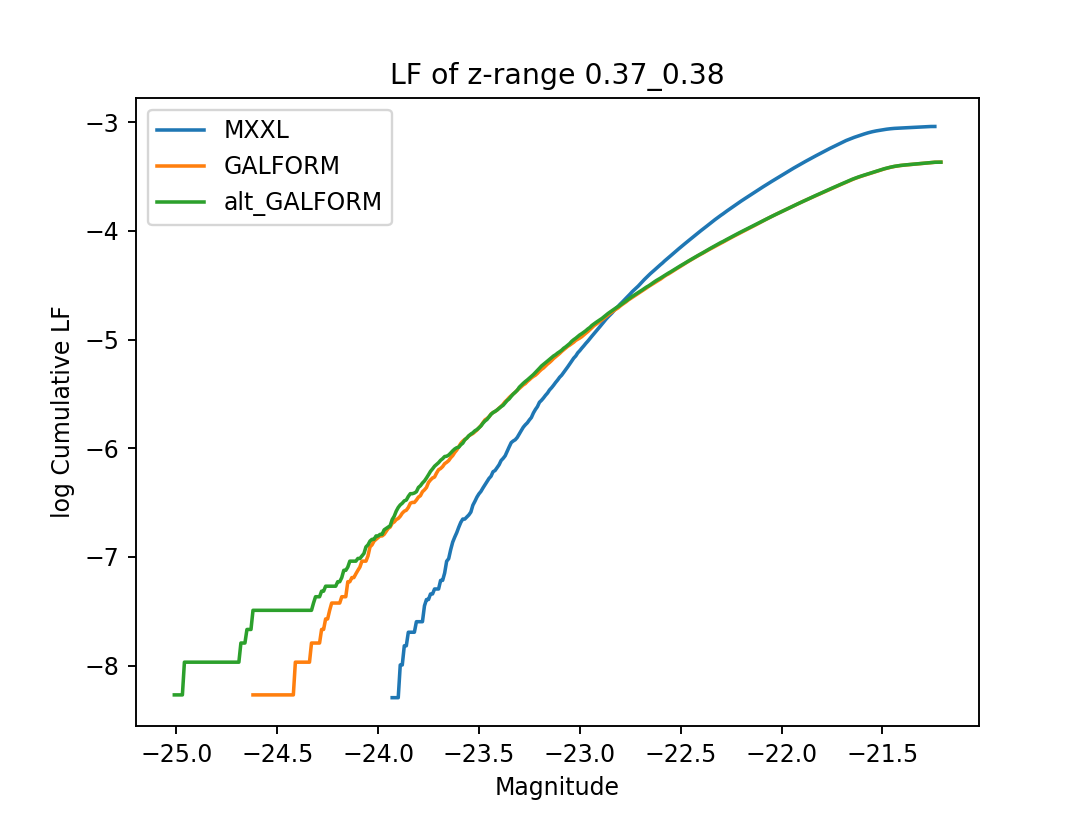 LF of z-range 0.37_0.38
MXXL
GALFORM
alt_GALFORM
log Cumulative LF
−3
−4
−5
−6
−7
−8
−25.0
−24.5
−24.0
−23.5
−23.0
−22.5
−22.0
−21.5
Magnitude